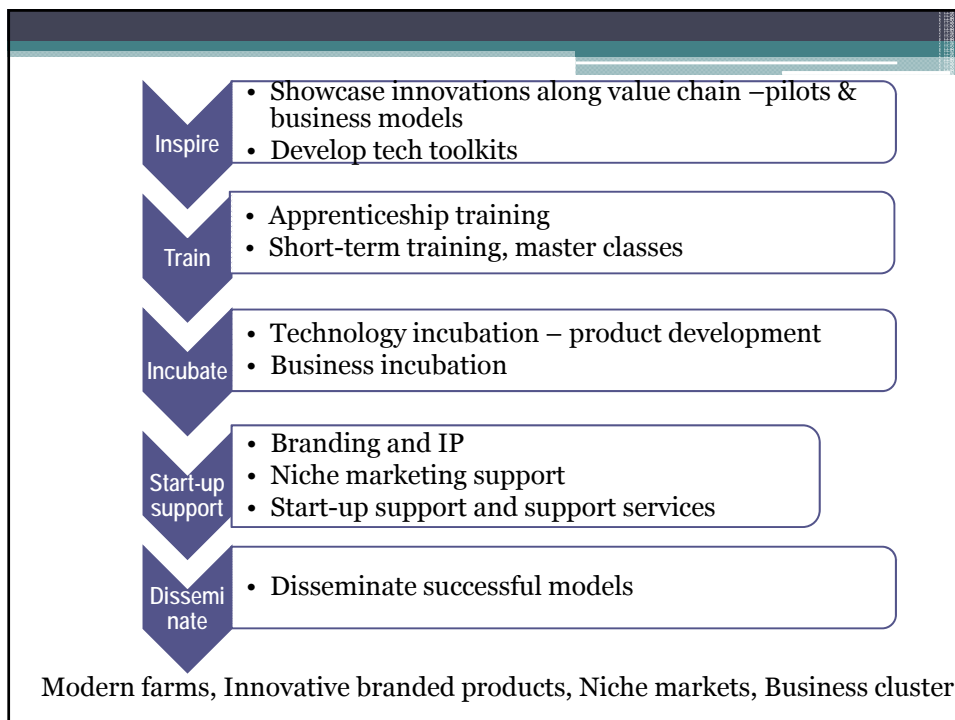 Inspire
• Showcase innovations along value chain –pilots &
business models
• Develop tech toolkits
Train
• Apprenticeship training
• Short-term training, master classes
Incubate
• Technology incubation – product development
• Business incubation
Start-up
support
• Branding and IP
• Niche marketing support
• Start-up support and support services
Dissemi
nate
• Disseminate successful models
Modern farms, Innovative branded products, Niche markets, Business cluster